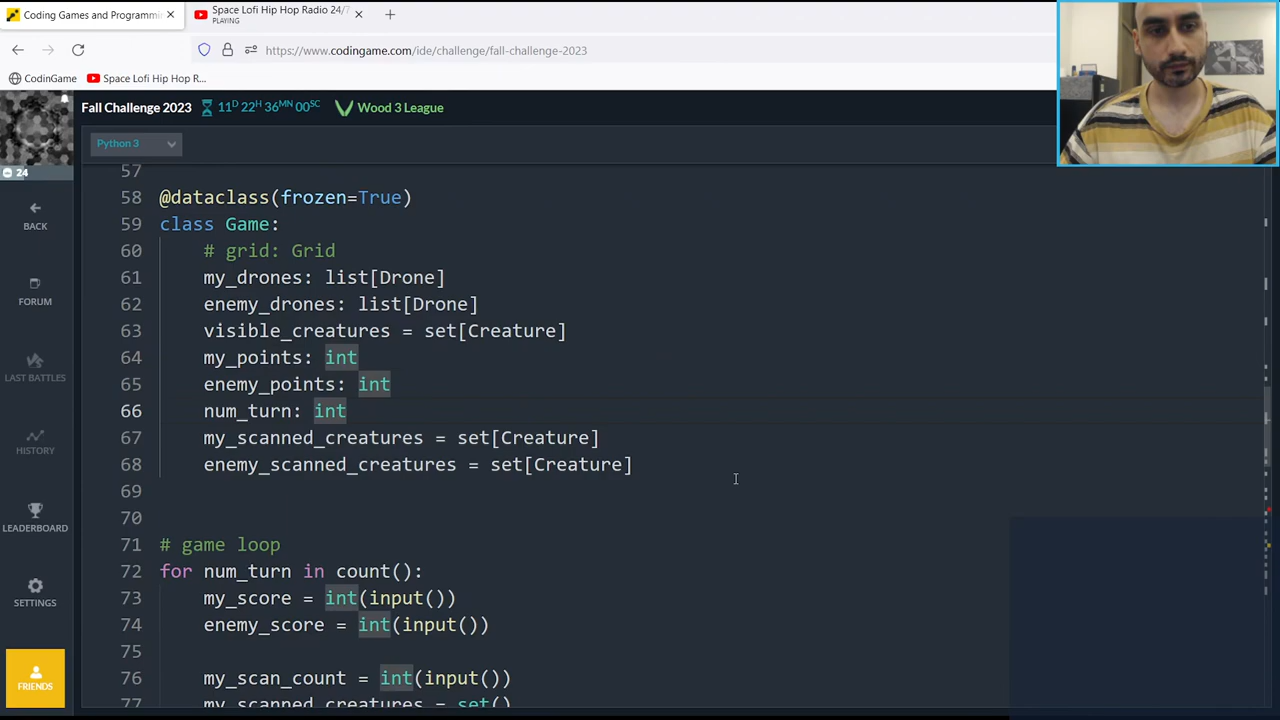 Coding Games and Programmin
Space Lofi Hip Hop Radio 24/7
PLAYING
https://www.codingame.com/ide/challenge/fall-challenge-2023
CodinGame
Space Lofi Hip Hop R...
Fall Challenge 2023 11D 22H 36MN 00SC Wood 3 League
Python 3
24
BACK
FORUM
LAST BATTLES
HISTORY
LEADERBOARD
SETTINGS
FRIENDS
57
58 @dataclass(frozen=True)
59 class Game:
60 # grid: Grid
61 my_drones: list[Drone]
62 enemy_drones: list[Drone]
63 visible_creatures = set[Creature]
64 my_points: int
65 enemy_points: int
66 num_turn: int
67 my_scanned_creatures = set[Creature]
68 enemy_scanned_creatures = set[Creature]
69
70
71 # game loop
72 for num_turn in count():
73 my_score = int(input())
74 enemy_score = int(input())
75
76 my_scan_count = int(input())
77 my_scanned_creatures = set()